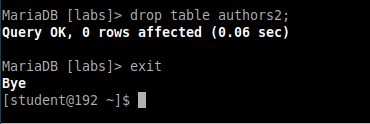 MariaDB [labs]> drop table authors2;
Query OK, 0 rows affected (0.06 sec)
MariaDB [labs]> exit
Bye
[student@192 ~]$